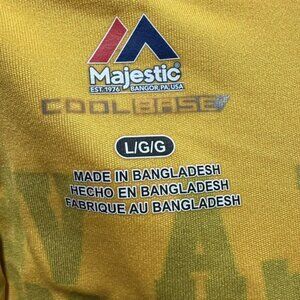 Majestic
EST. 1976 BANGOR, PA, USA
COOLBASE
L/G/G
MADE IN BANGLADESH
HECHO EN BANGLADESH
FABRIQUE AU BANGLADESH